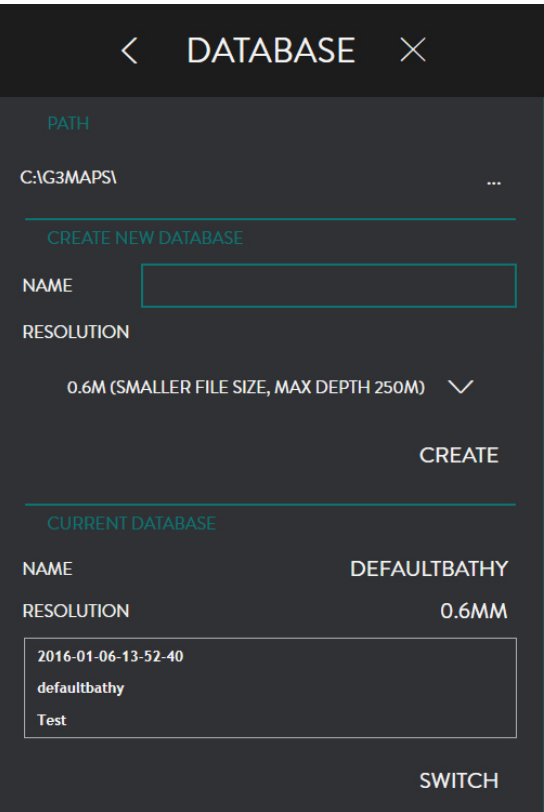 DATABASE
PATH
C:\G3MAPS\ ...
CREATE NEW DATABASE
NAME
RESOLUTION
0.6M (SMALLER FILE SIZE, MAX DEPTH 250M)
CREATE
CURRENT DATABASE
NAME DEFAULTBATHY
RESOLUTION 0.6MM
2016-01-06-13-52-40
defaultbathy
Test
SWITCH